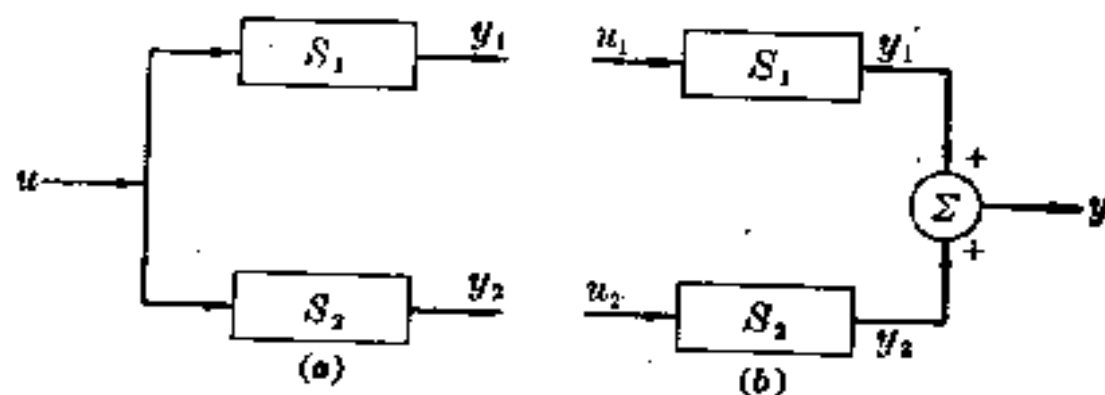 u
S₁
y₁
S₂
y₂
(a)
u₁
S₁
y₁
+
Σ
y
+
u₂
S₂
y₂
(b)